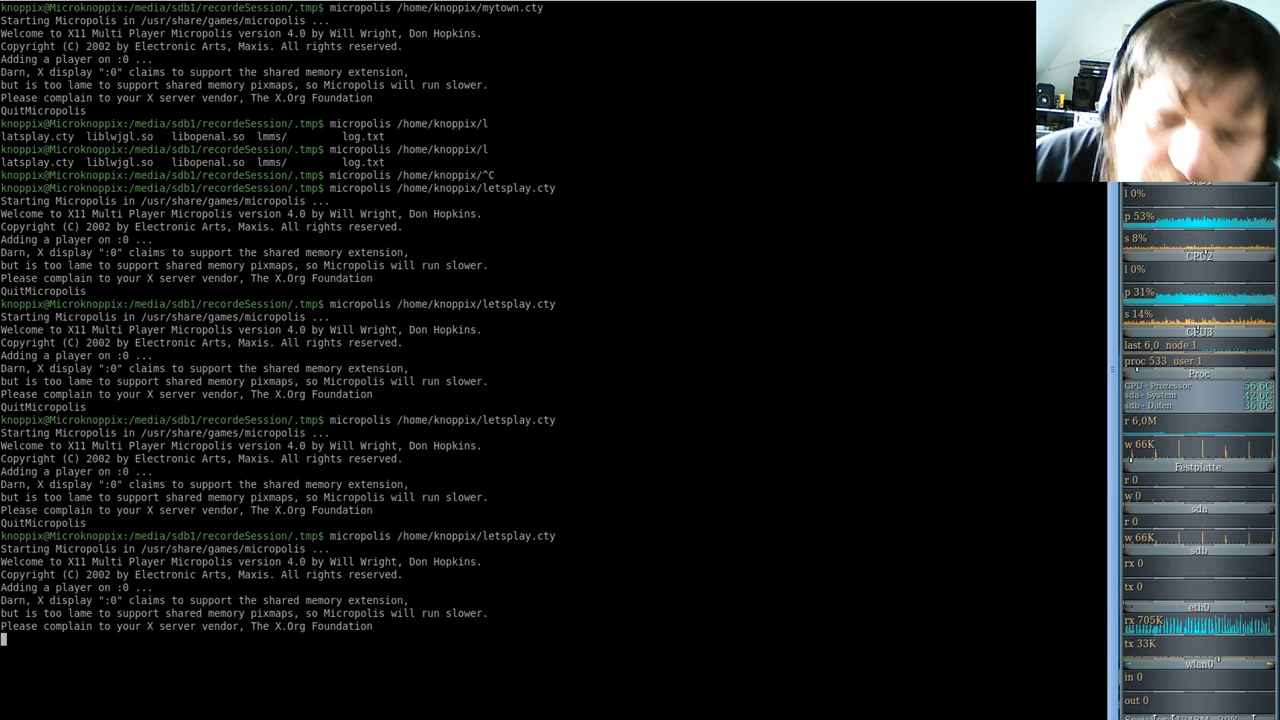 knoppix@Microknoppix:/media/sdb1/recordeSession/.tmp$ micropolis /home/knoppix/mytown.cty
Starting Micropolis in /usr/share/games/micropolis ...
Welcome to X11 Multi Player Micropolis version 4.0 by Will Wright, Don Hopkins.
Copyright (C) 2002 by Electronic Arts, Maxis. All rights reserved.
Adding a player on :0 ...
Darn, X display ":0" claims to support the shared memory extension,
but is too lame to support shared memory pixmaps, so Micropolis will run slower.
Please complain to your X server vendor, The X.Org Foundation
QuitMicropolis
knoppix@Microknoppix:/media/sdb1/recordeSession/.tmp$ micropolis /home/knoppix/l
latsplay.cty liblwjgl.so libopenal.so lmms/ log.txt
knoppix@Microknoppix:/media/sdb1/recordeSession/.tmp$ micropolis /home/knoppix/l
latsplay.cty liblwjgl.so libopenal.so lmms/ log.txt
knoppix@Microknoppix:/media/sdb1/recordeSession/.tmp$ micropolis /home/knoppix/^C
knoppix@Microknoppix:/media/sdb1/recordeSession/.tmp$ micropolis /home/knoppix/letsplay.cty
Starting Micropolis in /usr/share/games/micropolis ...
Welcome to X11 Multi Player Micropolis version 4.0 by Will Wright, Don Hopkins.
Copyright (C) 2002 by Electronic Arts, Maxis. All rights reserved.
Adding a player on :0 ...
Darn, X display ":0" claims to support the shared memory extension,
but is too lame to support shared memory pixmaps, so Micropolis will run slower.
Please complain to your X server vendor, The X.Org Foundation
QuitMicropolis
knoppix@Microknoppix:/media/sdb1/recordeSession/.tmp$ micropolis /home/knoppix/letsplay.cty
Starting Micropolis in /usr/share/games/micropolis ...
Welcome to X11 Multi Player Micropolis version 4.0 by Will Wright, Don Hopkins.
Copyright (C) 2002 by Electronic Arts, Maxis. All rights reserved.
Adding a player on :0 ...
Darn, X display ":0" claims to support the shared memory extension,
but is too lame to support shared memory pixmaps, so Micropolis will run slower.
Please complain to your X server vendor, The X.Org Foundation
QuitMicropolis
knoppix@Microknoppix:/media/sdb1/recordeSession/.tmp$ micropolis /home/knoppix/letsplay.cty
Starting Micropolis in /usr/share/games/micropolis ...
Welcome to X11 Multi Player Micropolis version 4.0 by Will Wright, Don Hopkins.
Copyright (C) 2002 by Electronic Arts, Maxis. All rights reserved.
Adding a player on :0 ...
Darn, X display ":0" claims to support the shared memory extension,
but is too lame to support shared memory pixmaps, so Micropolis will run slower.
Please complain to your X server vendor, The X.Org Foundation
QuitMicropolis
knoppix@Microknoppix:/media/sdb1/recordeSession/.tmp$ micropolis /home/knoppix/letsplay.cty
Starting Micropolis in /usr/share/games/micropolis ...
Welcome to X11 Multi Player Micropolis version 4.0 by Will Wright, Don Hopkins.
Copyright (C) 2002 by Electronic Arts, Maxis. All rights reserved.
Adding a player on :0 ...
Darn, X display ":0" claims to support the shared memory extension,
but is too lame to support shared memory pixmaps, so Micropolis will run slower.
Please complain to your X server vendor, The X.Org Foundation
l 0%
p 53%
s 8%
CPU2
l 0%
p 31%
s 14%
CPU3
last 6,0 node 1
proc 533 user 1
Proc
CPU - Prozessor 56,6C
sda - System 42,0C
sdb - Daten 36,0C
r 6,0M
w 66K
Festplatte
r 0
w 0
sda
r 0
w 66K
sdb
rx 0
tx 0
eth0
rx 705K
tx 33K
wlan0
in 0
out 0